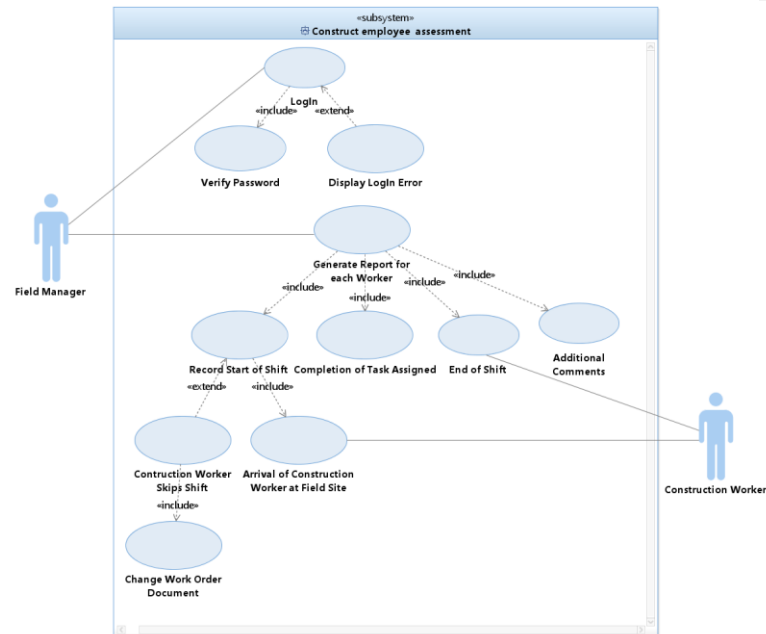 «subsystem»
Construct employee assessment
LogIn
«include»
«extend»
Verify Password
Display LogIn Error
Field Manager
Generate Report for
each Worker
«include»
«include»
«include»
«include»
Record Start of Shift
Completion of Task Assigned
End of Shift
Additional
Comments
«extend»
«include»
Contruction Worker
Skips Shift
Arrival of Construction
Worker at Field Site
Construction Worker
«include»
Change Work Order
Document